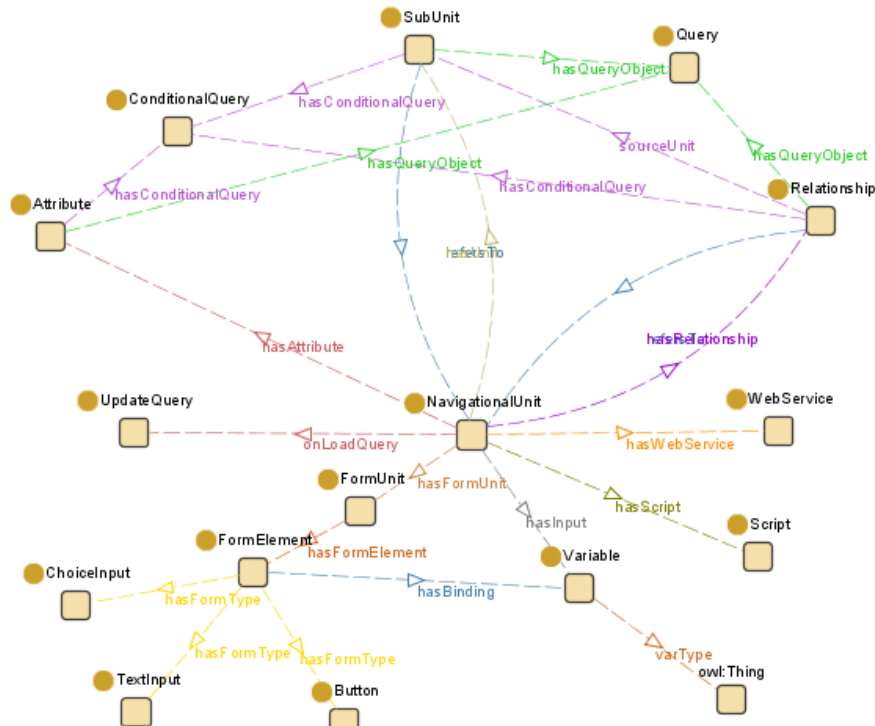 SubUnit
Query
hasQueryObject
ConditionalQuery
hasConditionalQuery
sourceUnit
hasQueryObject
hasQueryObject
hasConditionalQuery
Relationship
Attribute
hasConditionalQuery
hasRelationship
hasAttribute
NavigationalUnit
WebService
UpdateQuery
onLoadQuery
hasWebService
FormUnit
hasFormUnit
hasScript
hasInput
Script
FormElement
hasFormElement
Variable
ChoiceInput
hasFormType
hasBinding
hasFormType
hasFormType
varType
owl:Thing
TextInput
Button